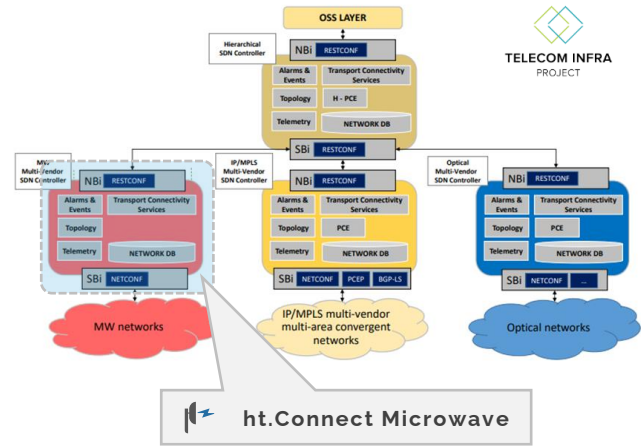 OSS LAYER
TELECOM INFRA
PROJECT
Hierarchical
SDN Controller
NBi RESTCONF
Alarms &
Events
Transport Connectivity
Services
Topology
H - PCE
Telemetry
NETWORK DB
SBi RESTCONF
MW
Multi-Vendor
SDN Controller
NBi RESTCONF
Alarms &
Events
Transport Connectivity
Services
Topology
Telemetry
NETWORK DB
SBi NETCONF
MW networks
IP/MPLS
Multi-Vendor
SDN Controller
NBi RESTCONF
Alarms &
Events
Transport Connectivity
Services
Topology
PCE
Telemetry
NETWORK DB
SBi NETCONF PCEP BGP-LS
IP/MPLS multi-vendor
multi-area convergent
networks
Optical
Multi-Vendor
SDN Controller
NBi RESTCONF
Alarms &
Events
Transport Connectivity
Services
Topology
PCE
Telemetry
NETWORK DB
SBi NETCONF ...
Optical networks
ht.Connect Microwave